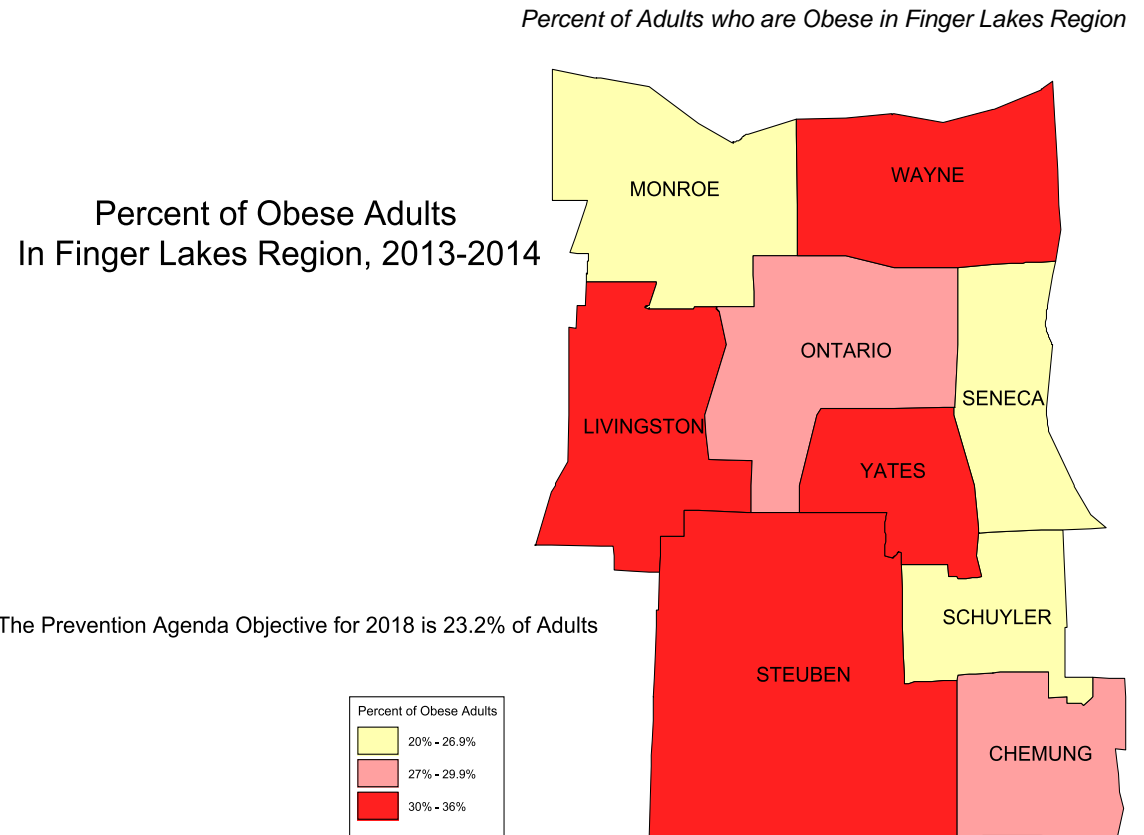 Percent of Adults who are Obese in Finger Lakes Region
Percent of Obese Adults
In Finger Lakes Region, 2013-2014
MONROE
WAYNE
ONTARIO
SENECA
LIVINGSTON
YATES
The Prevention Agenda Objective for 2018 is 23.2% of Adults
SCHUYLER
STEUBEN
CHEMUNG
Percent of Obese Adults
20% - 26.9%
27% - 29.9%
30% - 36%